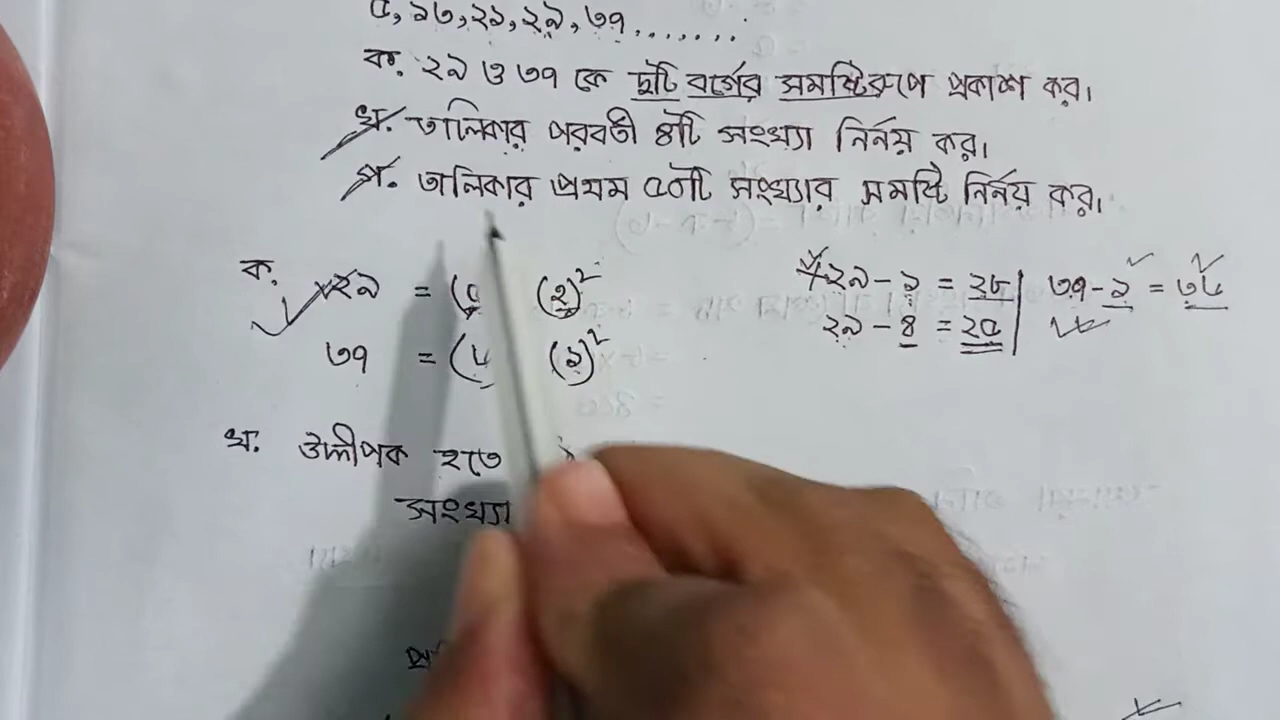 ৫, ১৩, ২১, ২৯, ৩৭.......
ক. ২৯ ও ৩৭ কে দুটি বর্গের সমষ্টিরুপে প্রকাশ কর।
খ. তালিকার পরবর্তী ৪টি সংখ্যা নির্নয় কর।
গ. তালিকার প্রথম ৫০টি সংখ্যার সমষ্টি নির্নয় কর।
ক. ২৯ = (৫ (২)²
৩৭ = (৬ (১)²
২৯ - ১ = ২৮ | ৩৭ - ১ = ৩৬
২৯ - ৪ = ২৫
খ. উদ্দীপক হতে
সংখ্যা